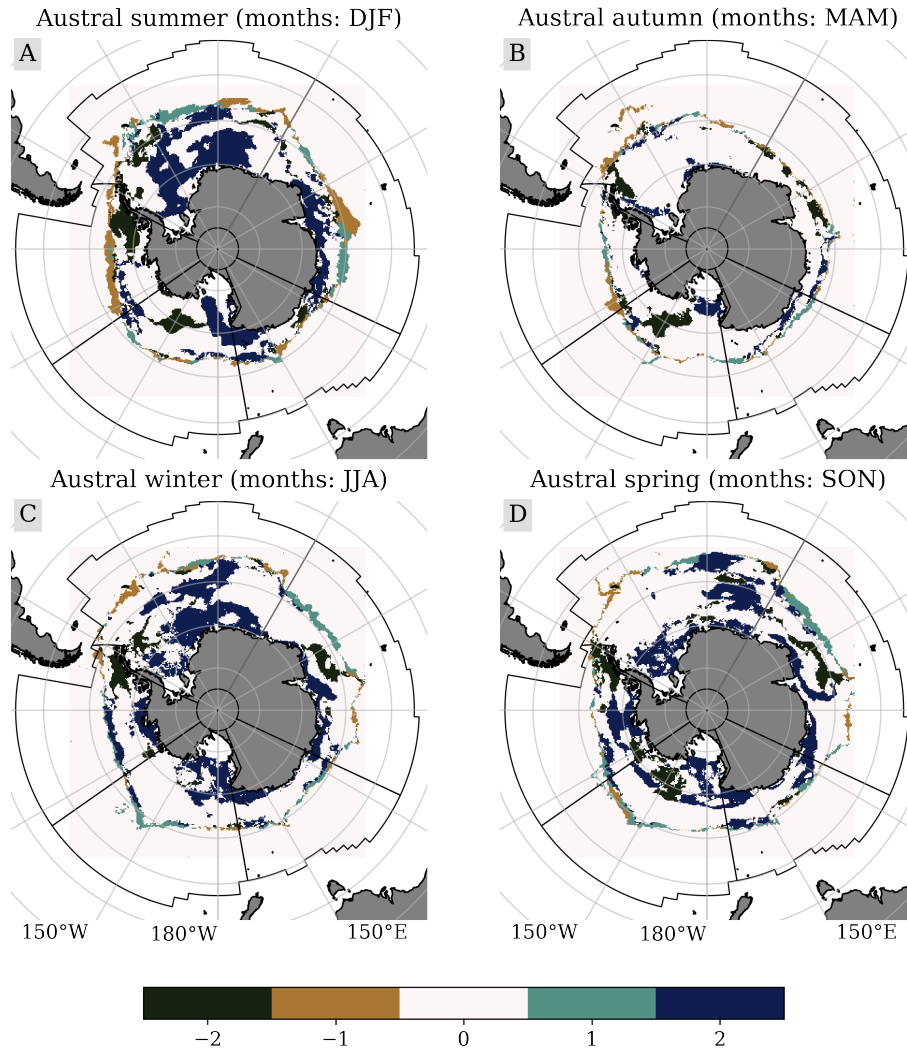 Austral summer (months: DJF)
Austral autumn (months: MAM)
A
B
Austral winter (months: JJA)
Austral spring (months: SON)
C
D
150°W 180°W 150°E
150°W 180°W 150°E
−2 −1 0 1 2